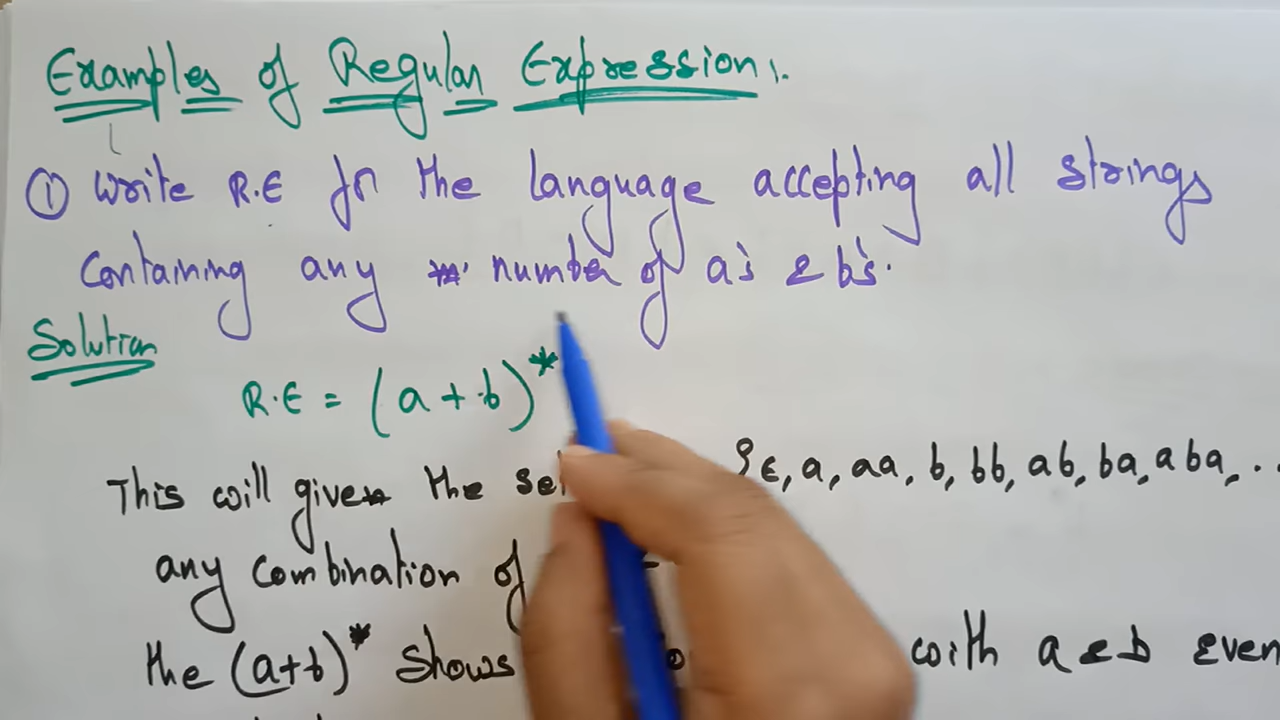 Examples of Regular Expression:.
① Write R.E for the language accepting all strings
Containing any number of a's & b's.
Solution
R.E = (a+b)*
This will give the {ε, a, aa, b, bb, ab, ba, aba, ...
any combination of
the (a+b)* shows with a & b even